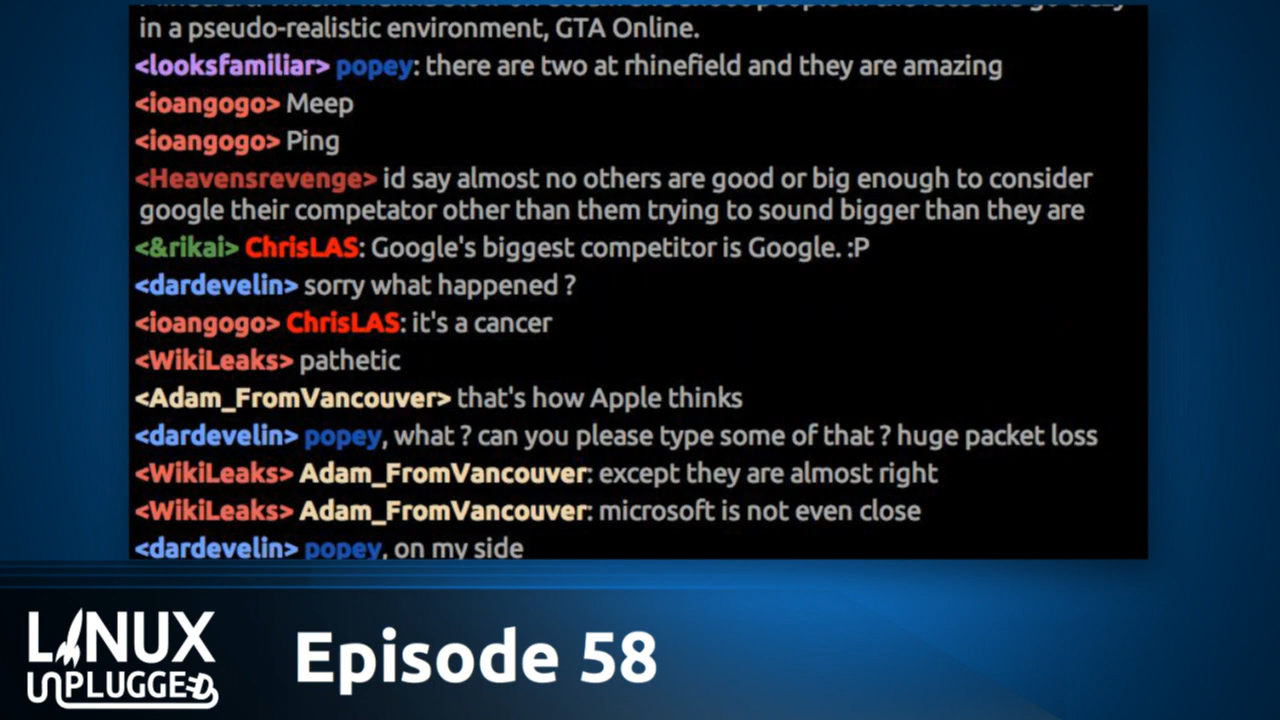 in a pseudo-realistic environment, GTA Online.
<looksfamiliar> popey: there are two at rhinefield and they are amazing
<ioangogo> Meep
<ioangogo> Ping
<Heavensrevenge> id say almost no others are good or big enough to consider
google their competator other than them trying to sound bigger than they are
<&rikai> ChrisLAS: Google's biggest competitor is Google. :P
<dardevelin> sorry what happened ?
<ioangogo> ChrisLAS: it's a cancer
<WikiLeaks> pathetic
<Adam_FromVancouver> that's how Apple thinks
<dardevelin> popey, what ? can you please type some of that ? huge packet loss
<WikiLeaks> Adam_FromVancouver: except they are almost right
<WikiLeaks> Adam_FromVancouver: microsoft is not even close
<dardevelin> popey, on my side
LINUX
UNPLUGGED
Episode 58